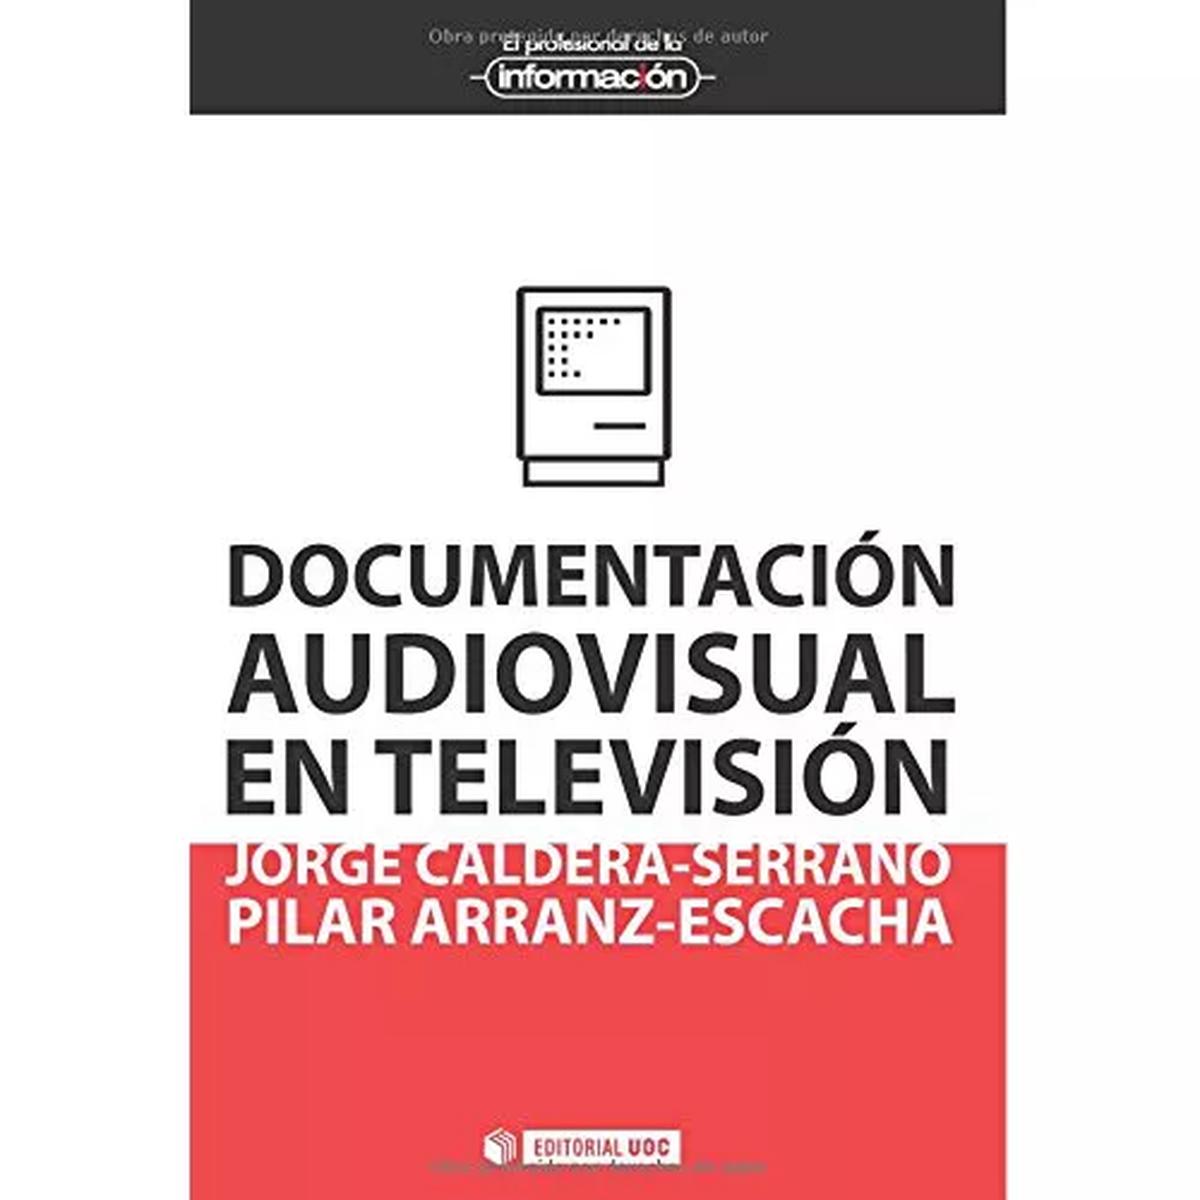 Obra protegida por derechos de autor
El profesional de la
información
DOCUMENTACIÓN
AUDIOVISUAL
EN TELEVISIÓN
JORGE CALDERA-SERRANO
PILAR ARRANZ-ESCACHA
EDITORIAL UOC